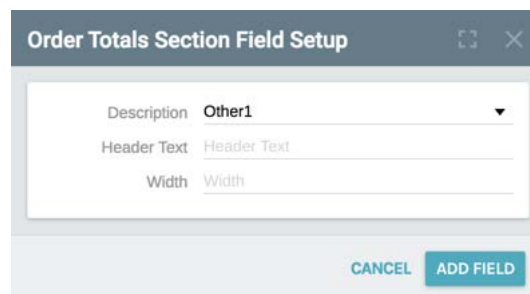 Order Totals Section Field Setup
Description Other1
Header Text Header Text
Width Width
CANCEL ADD FIELD